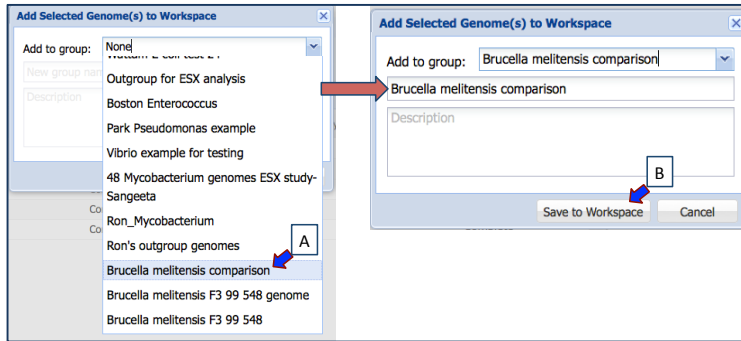 Add Selected Genome(s) to Workspace
Add to group: None
New group nam
Description
Outgroup for ESX analysis
Boston Enterococcus
Park Pseudomonas example
Vibrio example for testing
48 Mycobacterium genomes ESX study-
Sangeeta
Ron_Mycobacterium
Ron's outgroup genomes
A
Brucella melitensis comparison
Brucella melitensis F3 99 548 genome
Brucella melitensis F3 99 548
Co
Co
Add Selected Genome(s) to Workspace
Add to group: Brucella melitensis comparison
Brucella melitensis comparison
Description
B
Save to Workspace Cancel